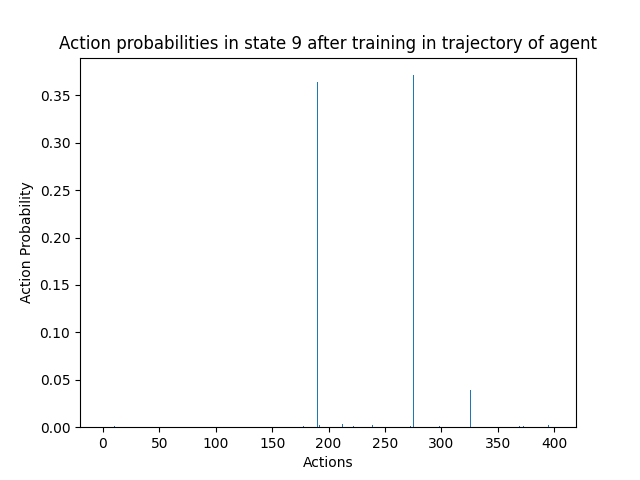 Action probabilities in state 9 after training in trajectory of agent
0.35
0.30
0.25
0.20
0.15
0.10
0.05
0.00
Action Probability
0 50 100 150 200 250 300 350 400
Actions